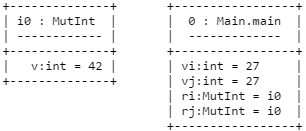 i0 : MutInt
v:int = 42
0 : Main.main
vi:int = 27
vj:int = 27
ri:MutInt = i0
rj:MutInt = i0